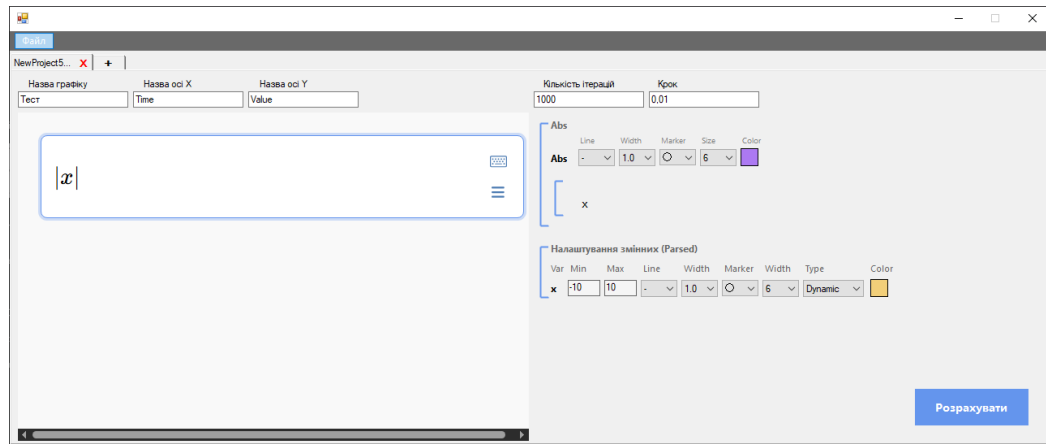 Файл
NewProject5... X +
Назва графіку Назва осі X Назва осі Y Кількість ітерацій Крок
Тест Time Value 1000 0,01
|x|
Abs
Line Width Marker Size Color
Abs - 1.0 O 6
x
Налаштування змінних (Parsed)
Var Min Max Line Width Marker Width Type Color
x -10 10 - 1.0 O 6 Dynamic
Розрахувати